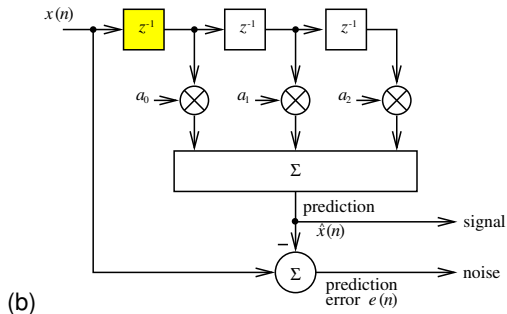 x(n)
z⁻¹ z⁻¹ z⁻¹
a₀ a₁ a₂
Σ
prediction
signal
x̂(n)
−
Σ
noise
prediction
error e(n)
(b)